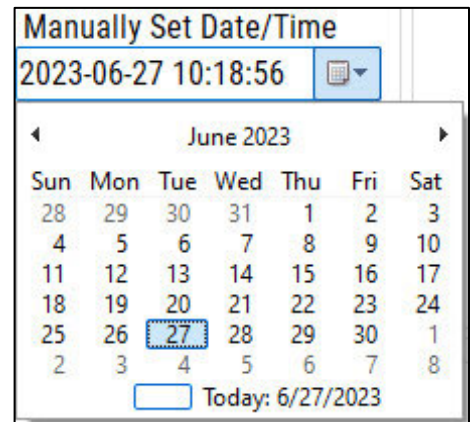 Manually Set Date/Time
2023-06-27 10:18:56
June 2023
Sun Mon Tue Wed Thu Fri Sat
28 29 30 31 1 2 3
4 5 6 7 8 9 10
11 12 13 14 15 16 17
18 19 20 21 22 23 24
25 26 27 28 29 30 1
2 3 4 5 6 7 8
Today: 6/27/2023